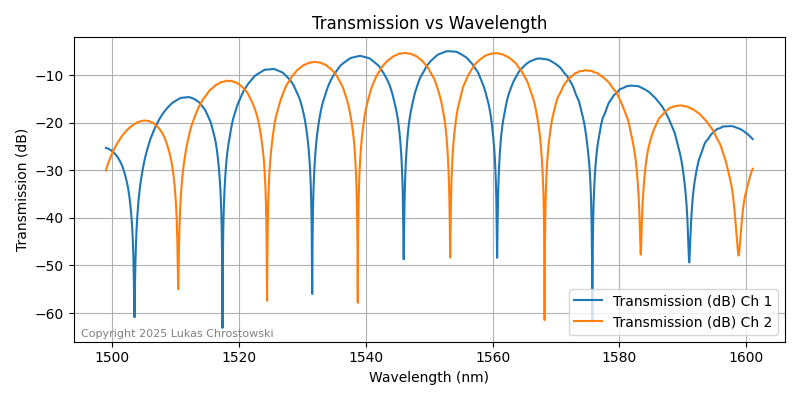 Transmission vs Wavelength
Transmission (dB)
−10
−20
−30
−40
−50
−60
Transmission (dB) Ch 1
Transmission (dB) Ch 2
Copyright 2025 Lukas Chrostowski
1500
1520
1540
1560
1580
1600
Wavelength (nm)